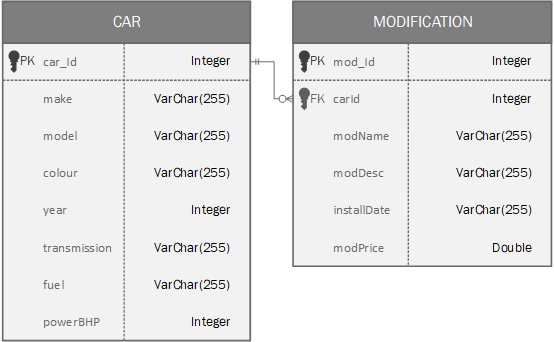 CAR
PK car_Id Integer
make VarChar(255)
model VarChar(255)
colour VarChar(255)
year Integer
transmission VarChar(255)
fuel VarChar(255)
powerBHP Integer
MODIFICATION
PK mod_Id Integer
FK carId Integer
modName VarChar(255)
modDesc VarChar(255)
installDate VarChar(255)
modPrice Double